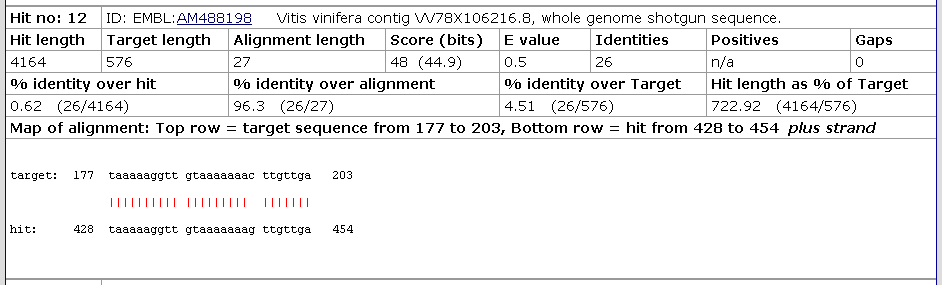 Hit no: 12 ID: EMBL:AM488198 Vitis vinifera contig VV78X106216.8, whole genome shotgun sequence.
Hit length Target length Alignment length Score (bits) E value Identities Positives Gaps
4164 576 27 48 (44.9) 0.5 26 n/a 0
% identity over hit % identity over alignment % identity over Target Hit length as % of Target
0.62 (26/4164) 96.3 (26/27) 4.51 (26/576) 722.92 (4164/576)
Map of alignment: Top row = target sequence from 177 to 203, Bottom row = hit from 428 to 454 plus strand
target: 177 taaaaaggtt gtaaaaaaac ttgttga 203
|||||||||| ||||||||| |||||||
hit: 428 taaaaaggtt gtaaaaaaag ttgttga 454